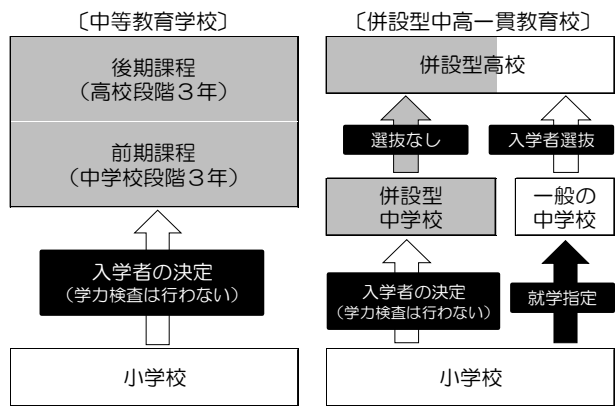 〔中等教育学校〕
後期課程
（高校段階３年）
前期課程
（中学校段階３年）
入学者の決定
（学力検査は行わない）
小学校
〔併設型中高一貫教育校〕
併設型高校
選抜なし
入学者選抜
併設型
中学校
一般の
中学校
入学者の決定
（学力検査は行わない）
就学指定
小学校